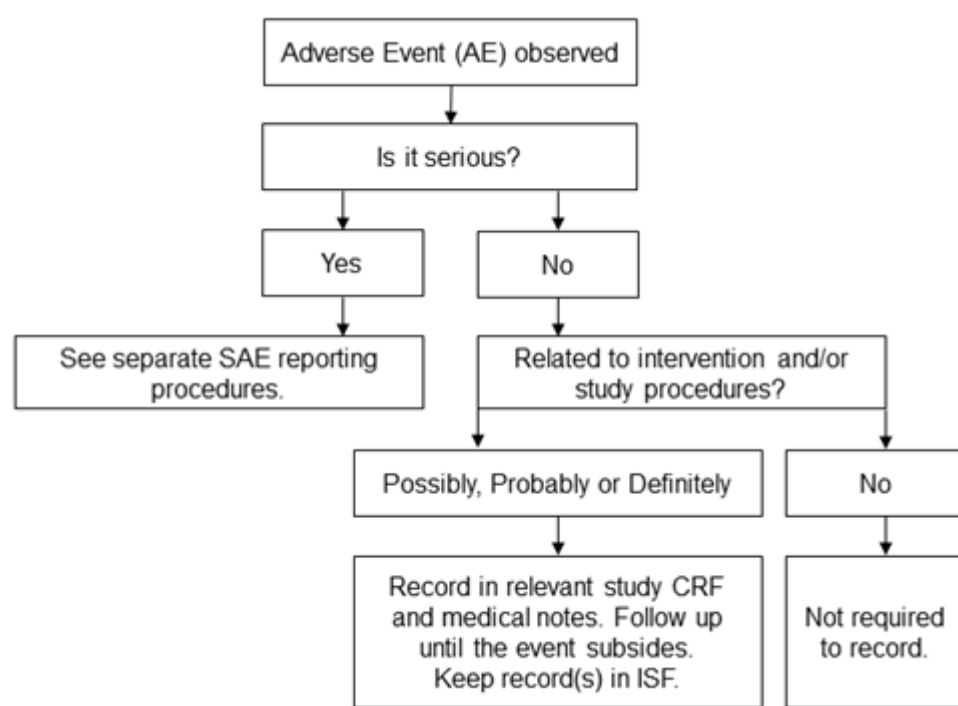 Adverse Event (AE) observed
Is it serious?
Yes
No
See separate SAE reporting
procedures.
Related to intervention and/or
study procedures?
Possibly, Probably or Definitely
No
Record in relevant study CRF
and medical notes. Follow up
until the event subsides.
Keep record(s) in ISF.
Not required
to record.